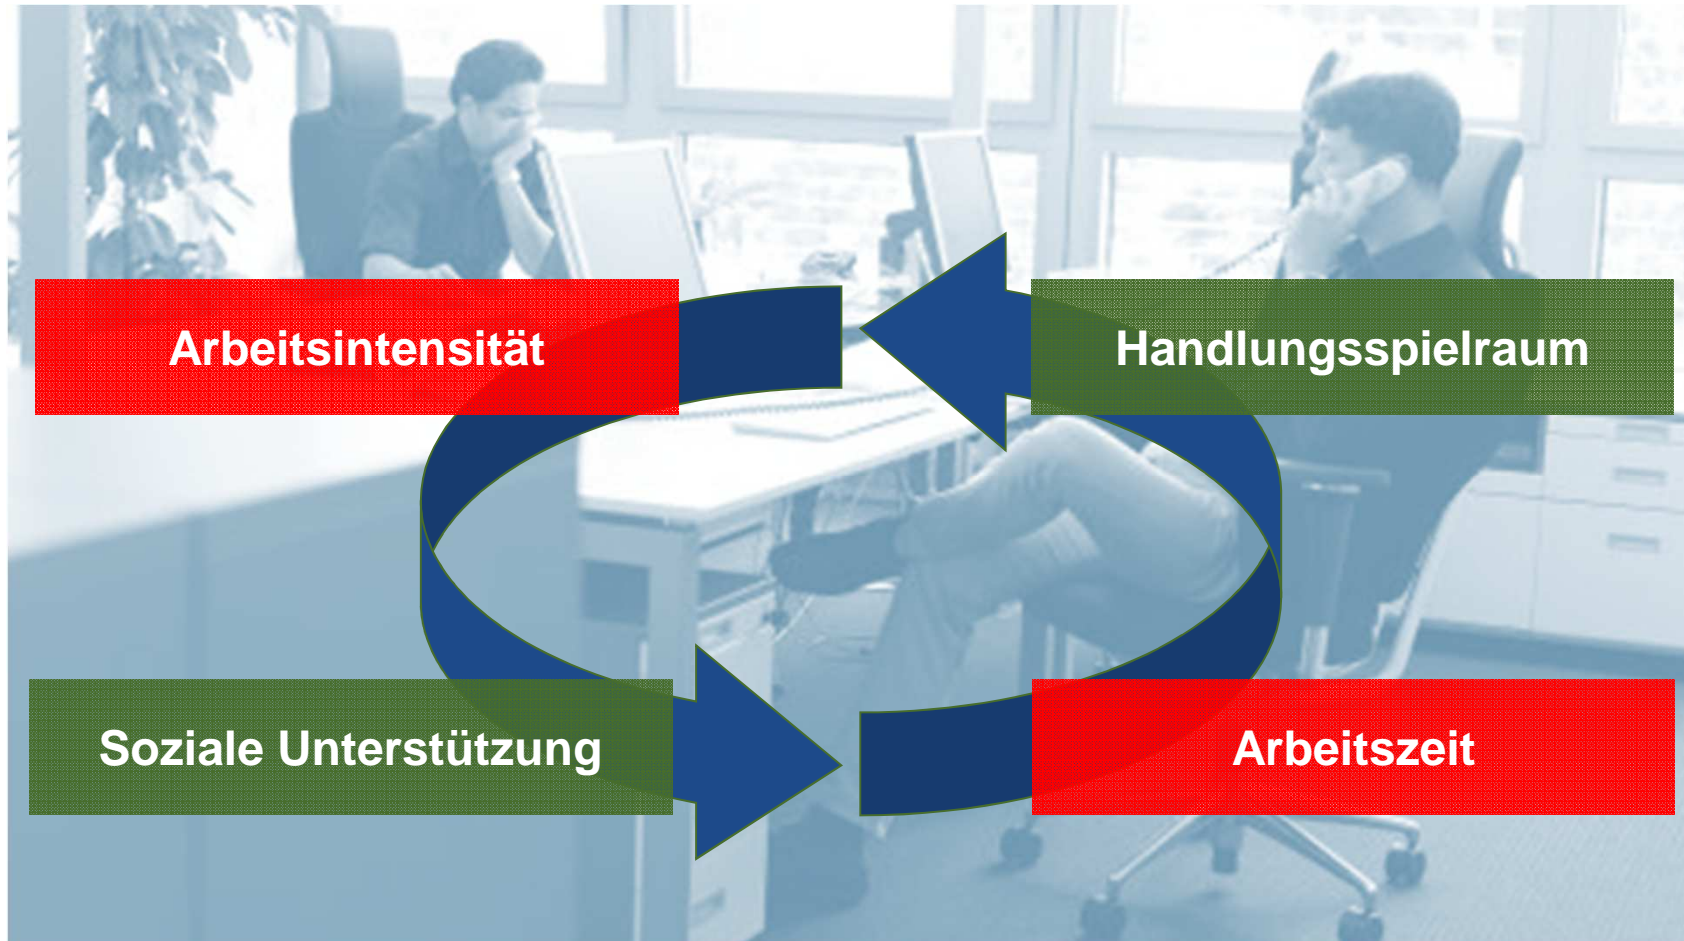 Arbeitsintensität
Handlungsspielraum
Soziale Unterstützung
Arbeitszeit